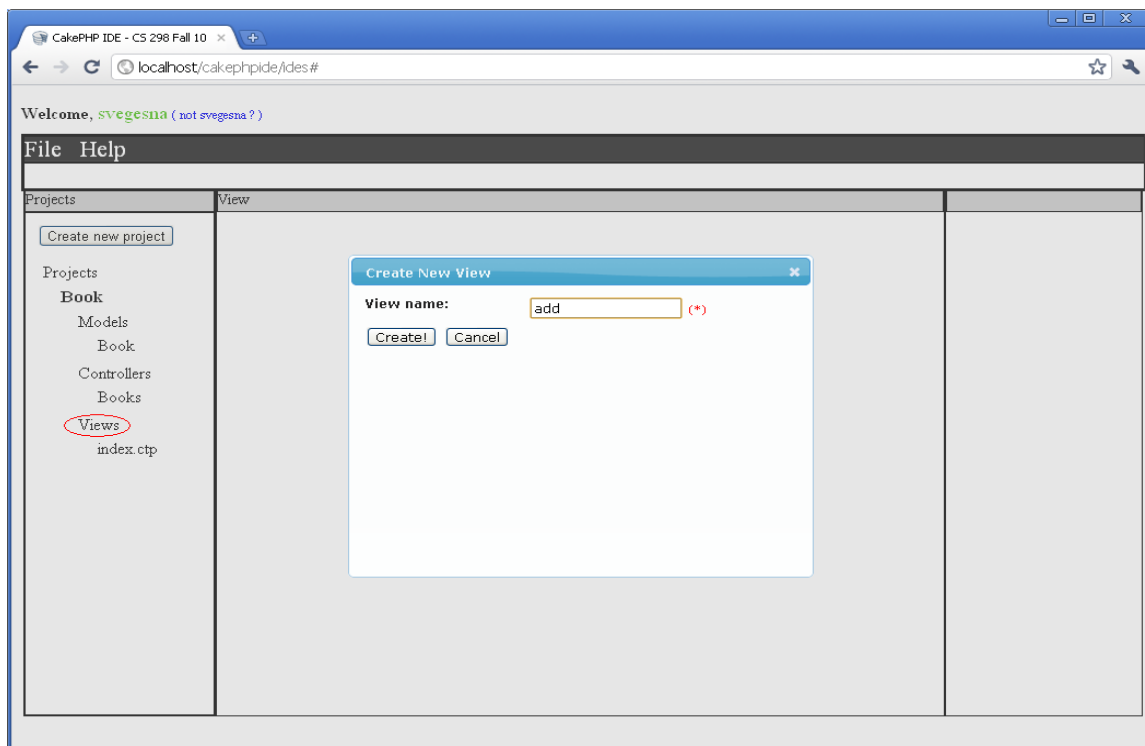 CakePHP IDE - CS 298 Fall 10
localhost/cakephpide/ides#
Welcome, svegesna ( not svegesna ? )
File Help
Projects
View
Create new project
Projects
Book
Models
Book
Controllers
Books
Views
index.ctp
Create New View
View name:
add
(*)
Create! Cancel